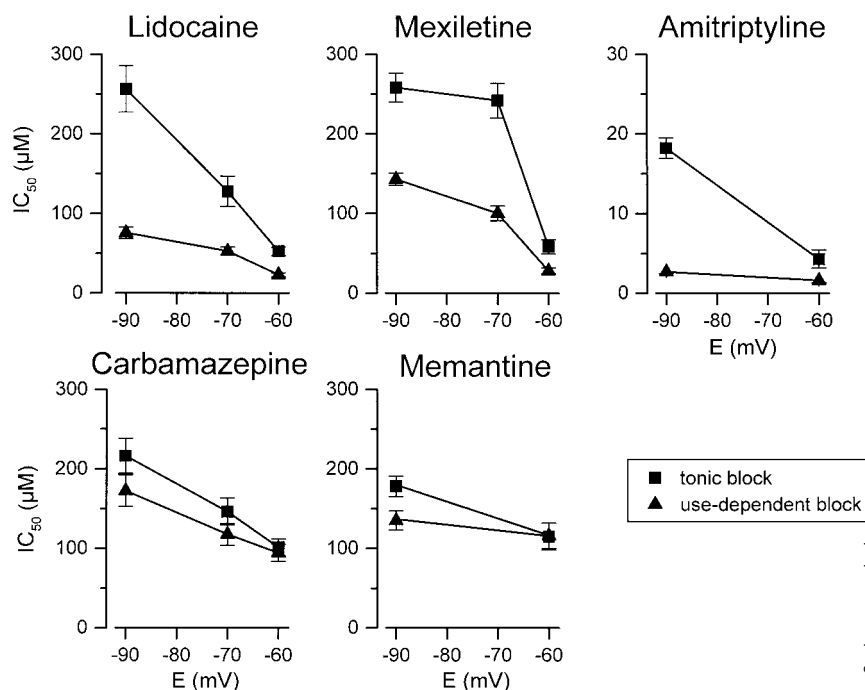 Lidocaine
Mexiletine
Amitriptyline
300
200
100
0
IC50 (µM)
-90 -80 -70 -60
300
200
100
0
-90 -80 -70 -60
30
20
10
0
-90 -80 -70 -60
E (mV)
Carbamazepine
Memantine
300
200
100
0
IC50 (µM)
-90 -80 -70 -60
E (mV)
300
200
100
0
-90 -80 -70 -60
E (mV)
tonic block
use-dependent block